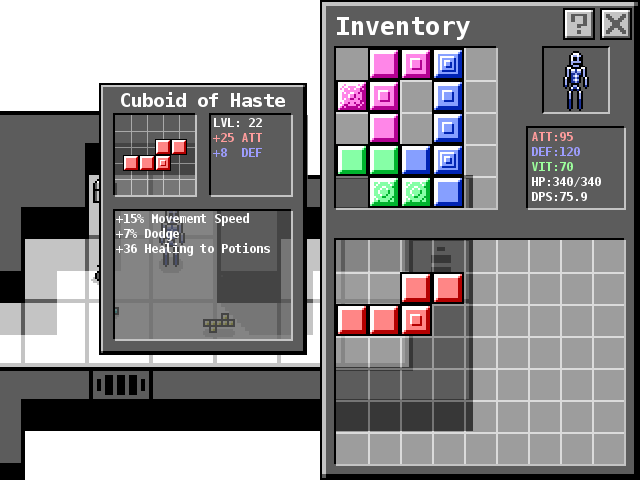 Inventory
?
Cuboid of Haste
LVL: 22
+25 ATT
+8 DEF
+15% Movement Speed
+7% Dodge
+36 Healing to Potions
ATT:95
DEF:120
VIT:70
HP:340/340
DPS:75.9